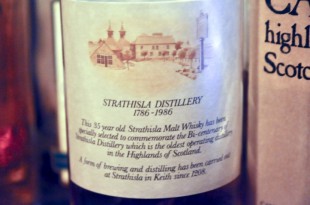 STRATHISLA DISTILLERY
1786-1986
This 35 year old Strathisla Malt Whisky has been
specially selected to commemorate the Bi-centenary of
Strathisla Distillery which is the oldest operating distillery
in the Highlands of Scotland.
A form of brewing and distilling has been carried out
at Strathisla in Keith since 1208.
CA
highl
Scotc